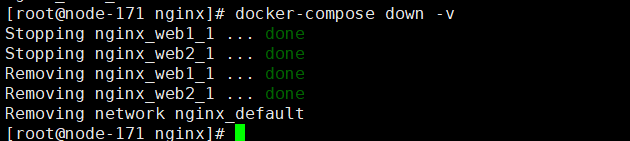 [root@node-171 nginx]# docker-compose down -v
Stopping nginx_web1_1 ... done
Stopping nginx_web2_1 ... done
Removing nginx_web1_1 ... done
Removing nginx_web2_1 ... done
Removing network nginx_default
[root@node-171 nginx]#